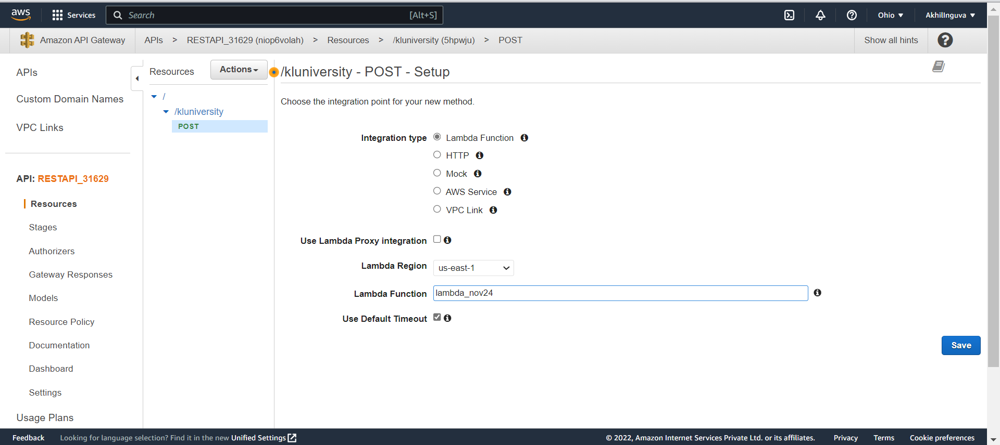 aws Services Search [Alt+S] Ohio ▼ AkhilInguva ▼
Amazon API Gateway APIs > RESTAPI_31629 (niop6volah) > Resources > /kluniversity (5hpwju) > POST Show all hints
APIs
Custom Domain Names
VPC Links
API: RESTAPI_31629
Resources
Stages
Authorizers
Gateway Responses
Models
Resource Policy
Documentation
Dashboard
Settings
Usage Plans
Resources Actions
/
/kluniversity
POST
/kluniversity - POST - Setup
Choose the integration point for your new method.
Integration type Lambda Function
HTTP
Mock
AWS Service
VPC Link
Use Lambda Proxy integration
Lambda Region us-east-1
Lambda Function lambda_nov24
Use Default Timeout
Save
Feedback Looking for language selection? Find it in the new Unified Settings © 2022, Amazon Internet Services Private Ltd. or its affiliates. Privacy Terms Cookie preferences